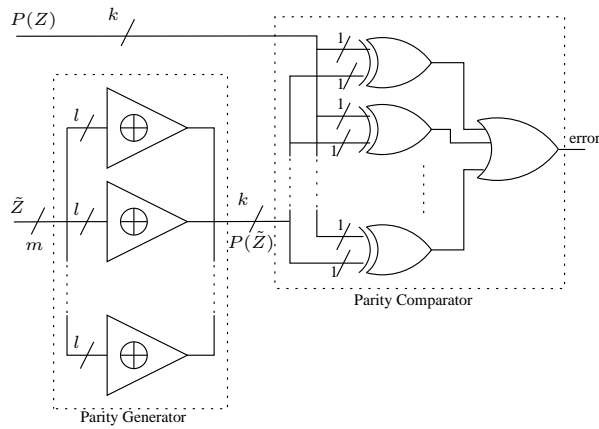 P(Z)
k
1
1
l
1
1
error
Z̃
m
l
k
P(Z̃)
1
1
l
Parity Comparator
Parity Generator